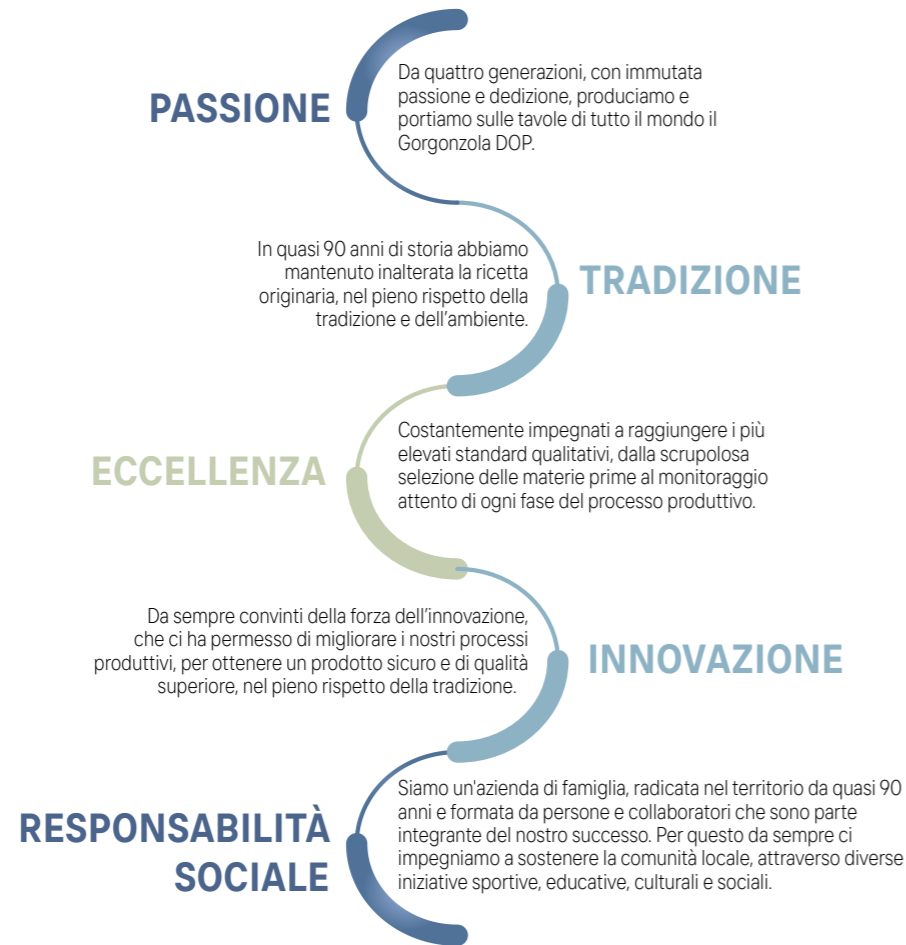 PASSIONE
Da quattro generazioni, con immutata
passione e dedizione, produciamo e
portiamo sulle tavole di tutto il mondo il
Gorgonzola DOP.
In quasi 90 anni di storia abbiamo
mantenuto inalterata la ricetta
originaria, nel pieno rispetto della
tradizione e dell’ambiente.
TRADIZIONE
ECCELLENZA
Costantemente impegnati a raggiungere i più
elevati standard qualitativi, dalla scrupolosa
selezione delle materie prime al monitoraggio
attento di ogni fase del processo produttivo.
Da sempre convinti della forza dell’innovazione,
che ci ha permesso di migliorare i nostri processi
produttivi, per ottenere un prodotto sicuro e di qualità
superiore, nel pieno rispetto della tradizione.
INNOVAZIONE
RESPONSABILITÀ
SOCIALE
Siamo un'azienda di famiglia, radicata nel territorio da quasi 90
anni e formata da persone e collaboratori che sono parte
integrante del nostro successo. Per questo da sempre ci
impegniamo a sostenere la comunità locale, attraverso diverse
iniziative sportive, educative, culturali e sociali.